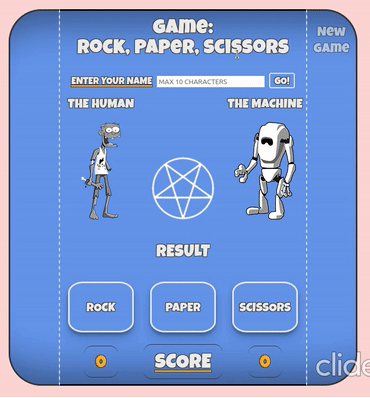 GAME:
ROCK, PAPER, SCISSORS
NEW
GAME
ENTER YOUR NAME MAX 10 CHARACTERS GO!
THE HUMAN THE MACHINE
RESULT
ROCK PAPER SCISSORS
0 SCORE 0
clide